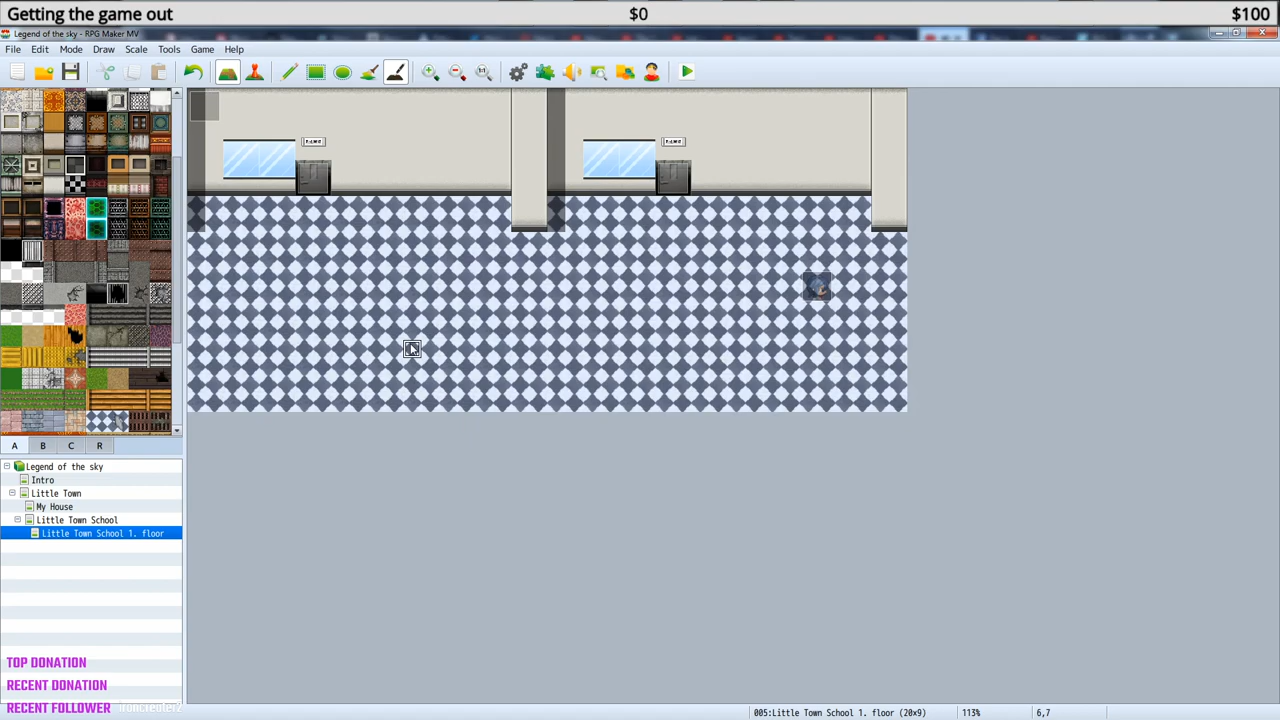 Getting the game out $0 $100
Legend of the sky - RPG Maker MV
File Edit Mode Draw Scale Tools Game Help
A B C R
Legend of the sky
Intro
Little Town
My House
Little Town School
Little Town School 1. floor
TOP DONATION
RECENT DONATION
RECENT FOLLOWER
005:Little Town School 1. floor (20x9) 113% 6,7